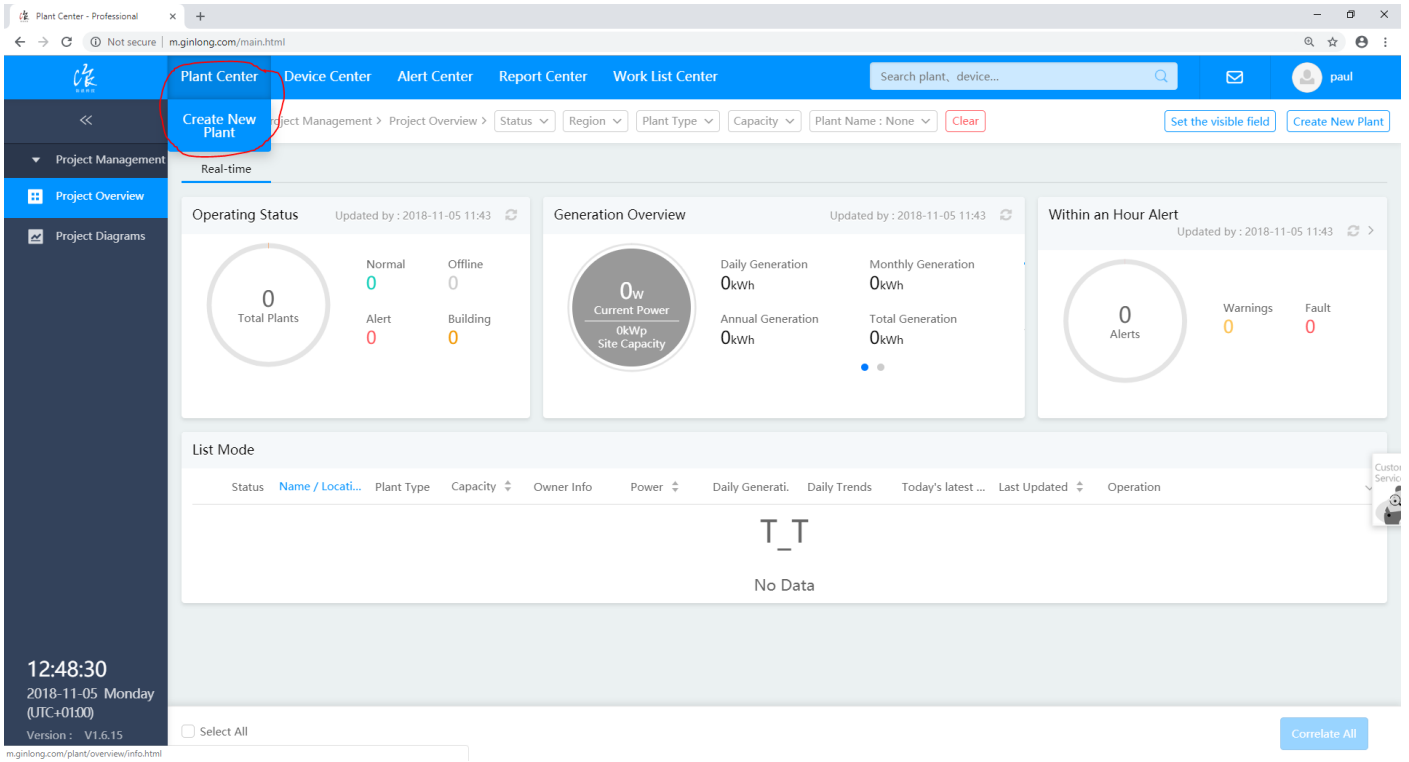 Plant Center - Professional
Not secure | m.ginlong.com/main.html
Plant Center Device Center Alert Center Report Center Work List Center Search plant、device... paul
Create New
Plant
Project Management > Project Overview > Status Region Plant Type Capacity Plant Name : None Clear Set the visible field Create New Plant
Project Management
Project Overview
Project Diagrams
Real-time
Operating Status Updated by : 2018-11-05 11:43
0
Total Plants
Normal Offline
0 0
Alert Building
0 0
Generation Overview Updated by : 2018-11-05 11:43
0w
Current Power
0kWp
Site Capacity
Daily Generation Monthly Generation
0kWh 0kWh
Annual Generation Total Generation
0kWh 0kWh
Within an Hour Alert
Updated by : 2018-11-05 11:43
0
Alerts
Warnings Fault
0 0
List Mode
Status Name / Locati... Plant Type Capacity Owner Info Power Daily Generati. Daily Trends Today's latest ... Last Updated Operation
T_T
No Data
Custo
Service
12:48:30
2018-11-05 Monday
(UTC+01:00)
Version : V1.6.15
Select All Correlate All
m.ginlong.com/plant/overview/info.html